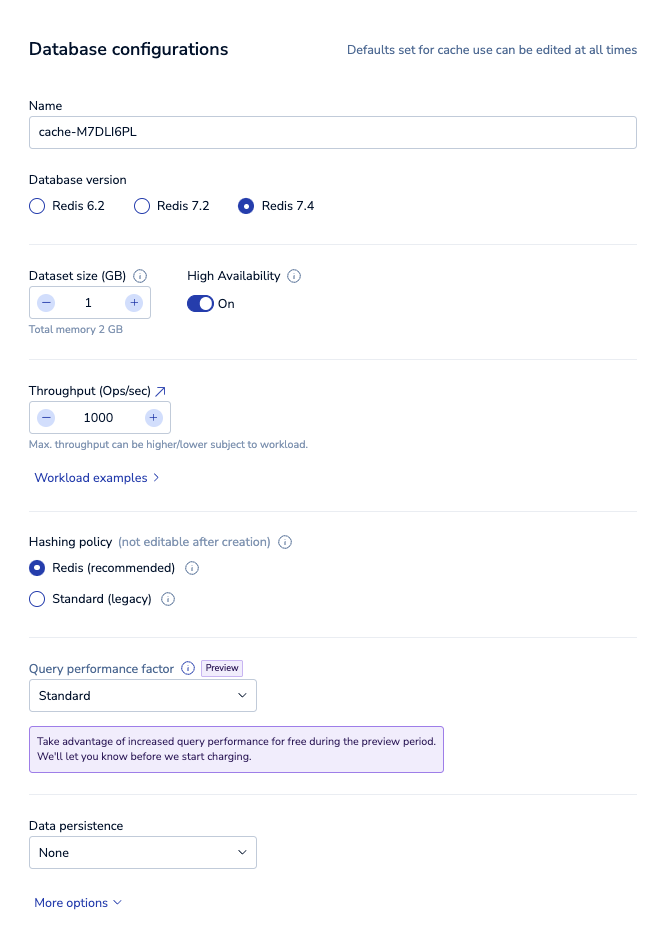 Database configurations
Defaults set for cache use can be edited at all times
Name
cache-M7DLI6PL
Database version
Redis 6.2 Redis 7.2 Redis 7.4
Dataset size (GB) High Availability
1 On
Total memory 2 GB
Throughput (Ops/sec)
1000
Max. throughput can be higher/lower subject to workload.
Workload examples
Hashing policy (not editable after creation)
Redis (recommended)
Standard (legacy)
Query performance factor Preview
Standard
Take advantage of increased query performance for free during the preview period.
We'll let you know before we start charging.
Data persistence
None
More options